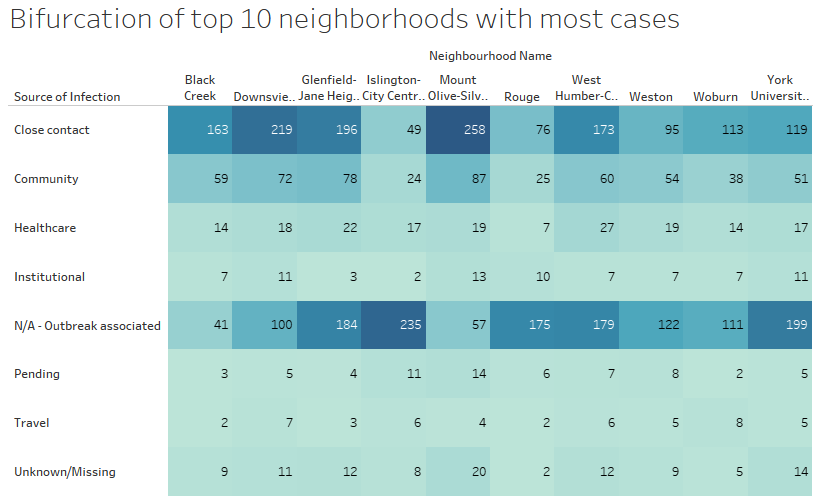 Bifurcation of top 10 neighborhoods with most cases
Neighbourhood Name
Source of Infection Black Creek Downsvie.. Glenfield-Jane Heig.. Islington-City Centr.. Mount Olive-Silv.. Rouge West Humber-C.. Weston Woburn York Universit..
Close contact 163 219 196 49 258 76 173 95 113 119
Community 59 72 78 24 87 25 60 54 38 51
Healthcare 14 18 22 17 19 7 27 19 14 17
Institutional 7 11 3 2 13 10 7 7 7 11
N/A - Outbreak associated 41 100 184 235 57 175 179 122 111 199
Pending 3 5 4 11 14 6 7 8 2 5
Travel 2 7 3 6 4 2 6 5 8 5
Unknown/Missing 9 11 12 8 20 2 12 9 5 14